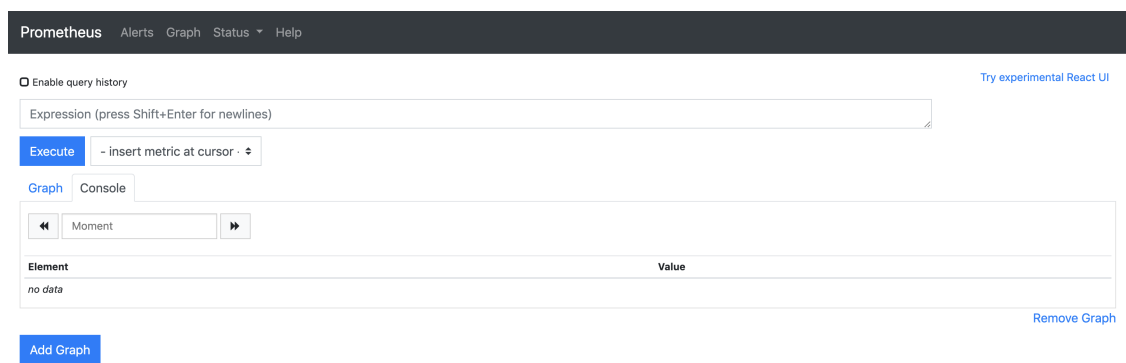 Prometheus Alerts Graph Status Help
Enable query history
Try experimental React UI
Expression (press Shift+Enter for newlines)
Execute - insert metric at cursor -
Graph Console
Moment
Element Value
no data
Remove Graph
Add Graph